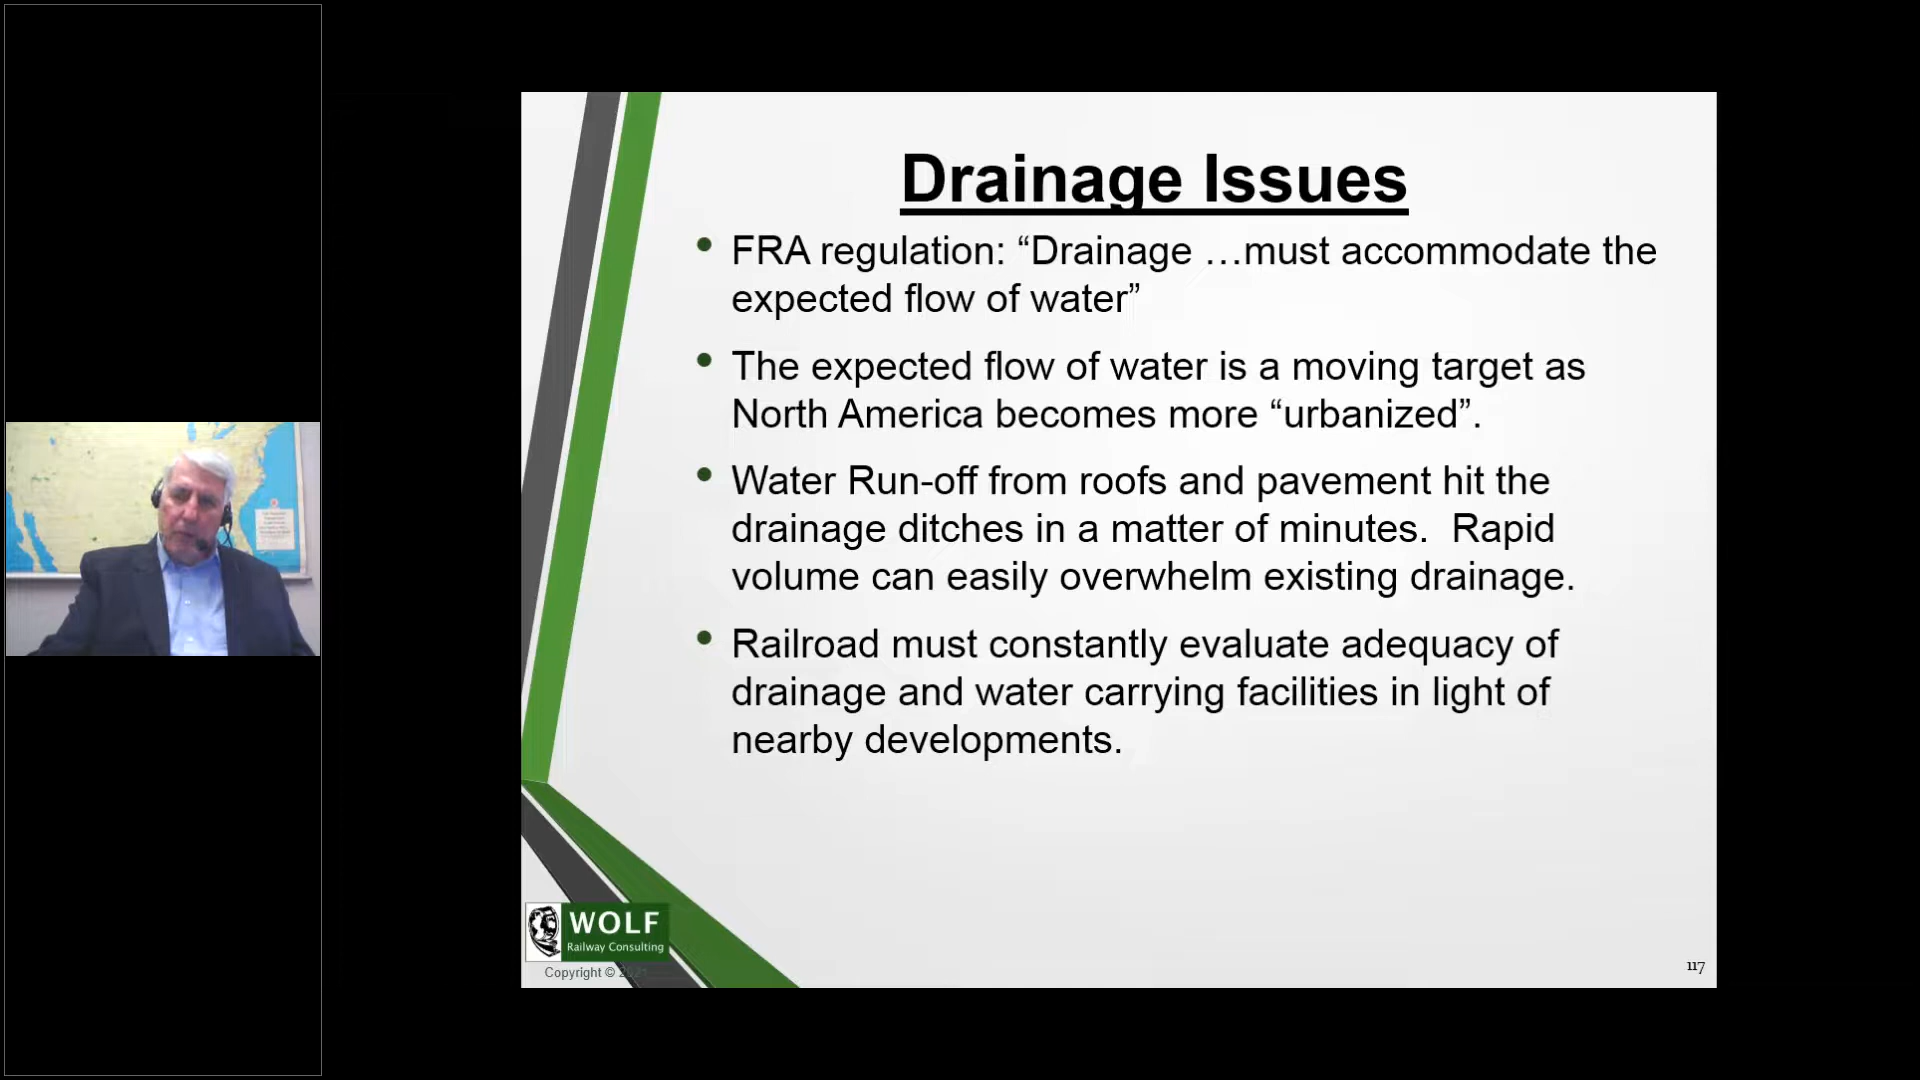 Drainage Issues
• FRA regulation: “Drainage …must accommodate the
expected flow of water”
• The expected flow of water is a moving target as
North America becomes more “urbanized”.
• Water Run-off from roofs and pavement hit the
drainage ditches in a matter of minutes.  Rapid
volume can easily overwhelm existing drainage.
• Railroad must constantly evaluate adequacy of
drainage and water carrying facilities in light of
nearby developments.
WOLF
Railway Consulting
Copyright ©
117